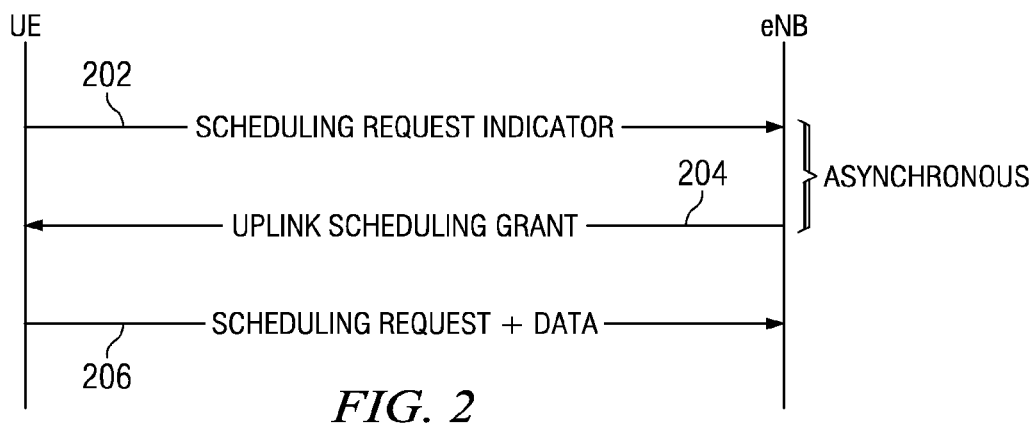 UE
eNB
202
SCHEDULING REQUEST INDICATOR
204
ASYNCHRONOUS
UPLINK SCHEDULING GRANT
SCHEDULING REQUEST + DATA
206
FIG. 2